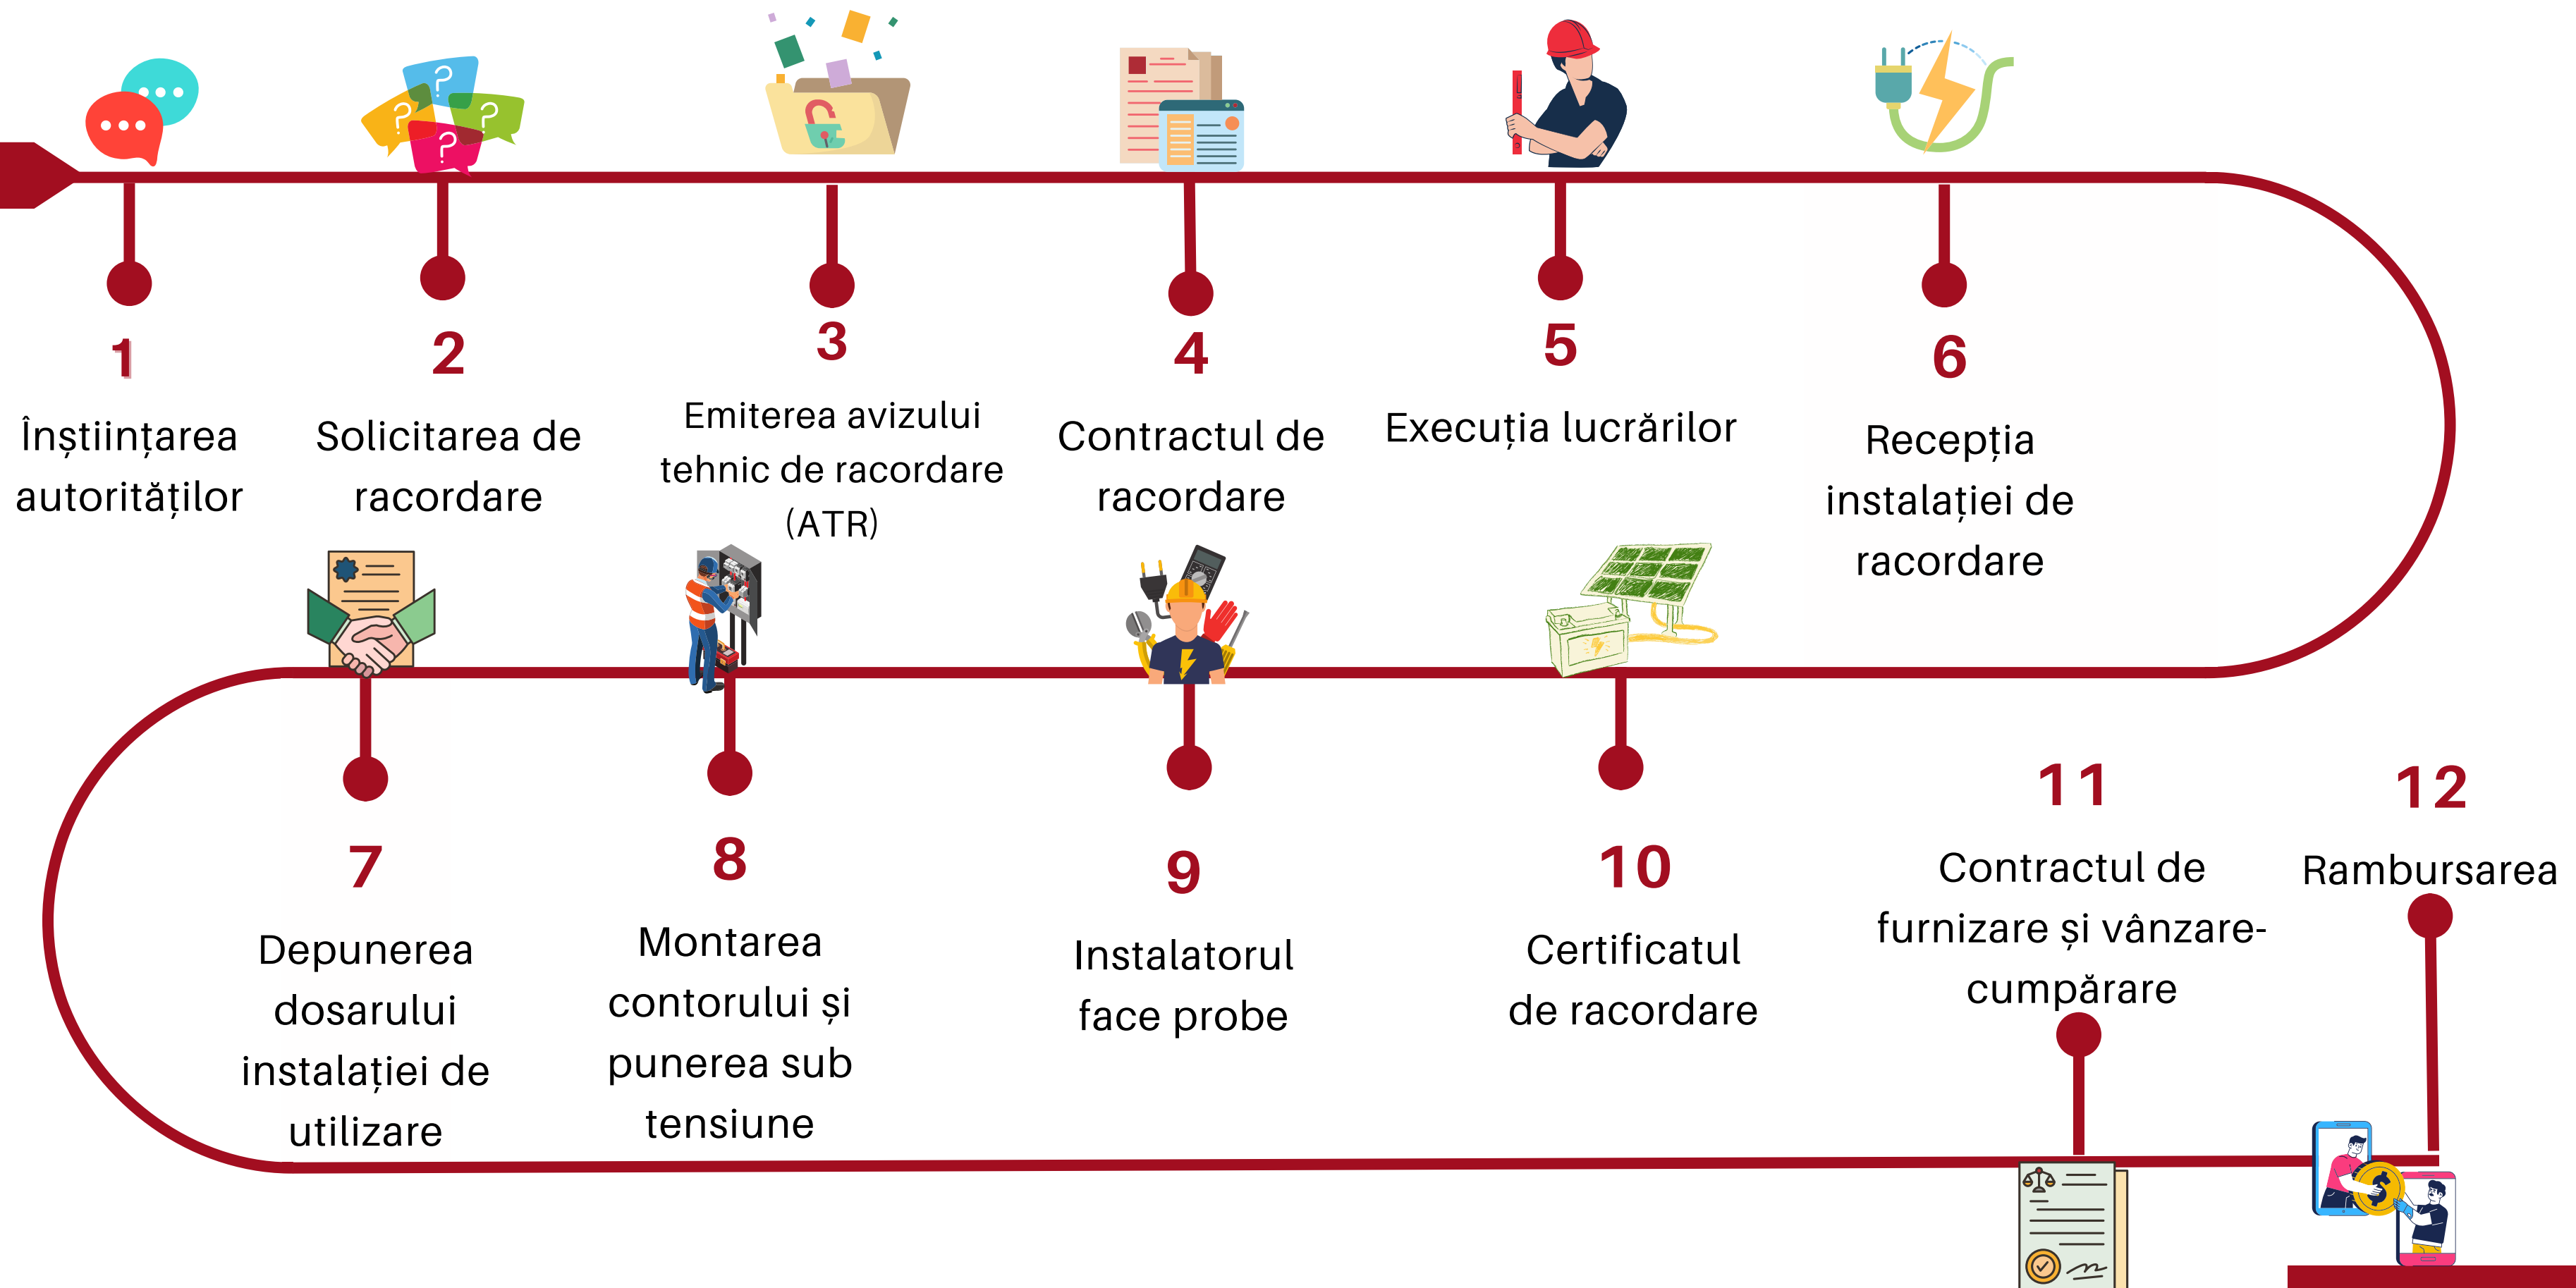 1
Înștiințarea
autorităților
2
Solicitarea de
racordare
3
Emiterea avizului
tehnic de racordare
(ATR)
4
Contractul de
racordare
5
Execuția lucrărilor
6
Recepția
instalației de
racordare
7
Depunerea
dosarului
instalației de
utilizare
8
Montarea
contorului și
punerea sub
tensiune
9
Instalatorul
face probe
10
Certificatul
de racordare
11
Contractul de
furnizare și vânzare-
cumpărare
12
Rambursarea